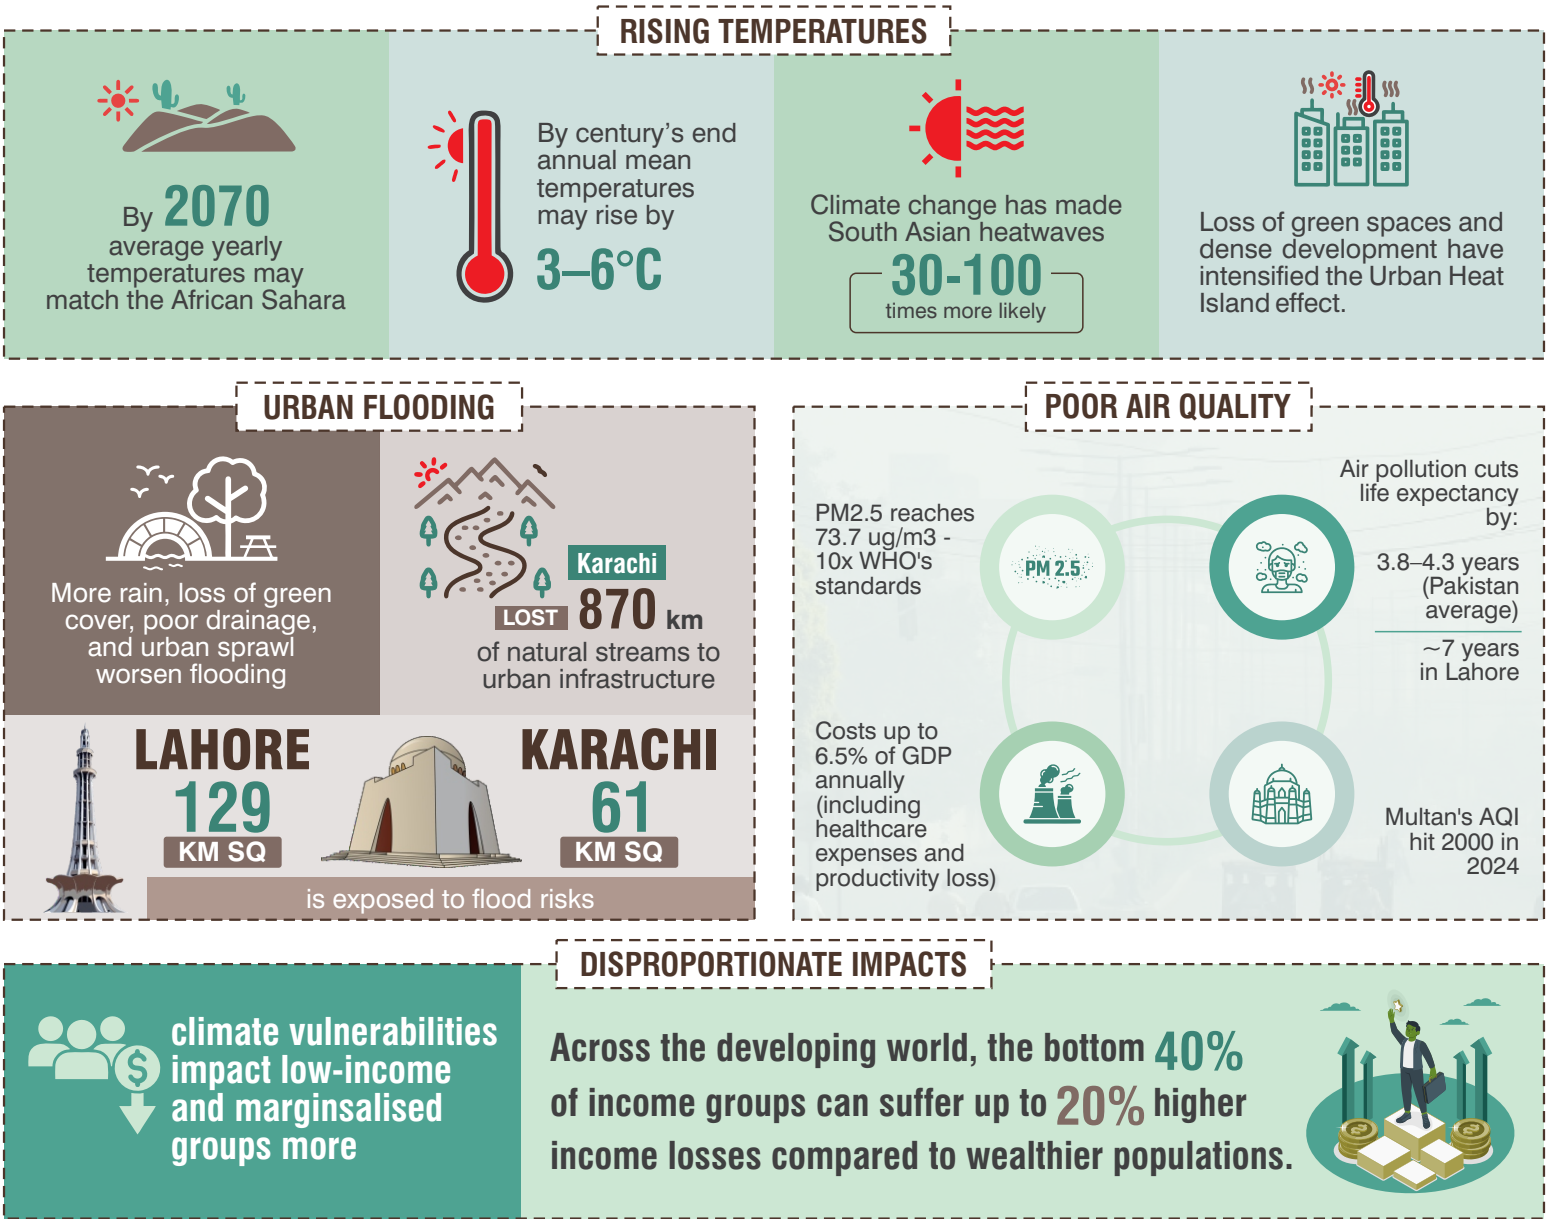 RISING TEMPERATURES
By 2070
average yearly
temperatures may
match the African Sahara
By century's end
annual mean
temperatures
may rise by
3–6°C
Climate change has made
South Asian heatwaves
30-100
times more likely
Loss of green spaces and
dense development have
intensified the Urban Heat
Island effect.
URBAN FLOODING
More rain, loss of green
cover, poor drainage,
and urban sprawl
worsen flooding
Karachi
LOST 870 km
of natural streams to
urban infrastructure
LAHORE
129
KM SQ
KARACHI
61
KM SQ
is exposed to flood risks
POOR AIR QUALITY
PM2.5 reaches
73.7 ug/m3 -
10x WHO's
standards
PM 2.5
Air pollution cuts
life expectancy
by:
3.8–4.3 years
(Pakistan
average)
~7 years
in Lahore
Costs up to
6.5% of GDP
annually
(including
healthcare
expenses and
productivity loss)
Multan's AQI
hit 2000 in
2024
DISPROPORTIONATE IMPACTS
$
climate vulnerabilities
impact low-income
and marginsalised
groups more
Across the developing world, the bottom 40%
of income groups can suffer up to 20% higher
income losses compared to wealthier populations.